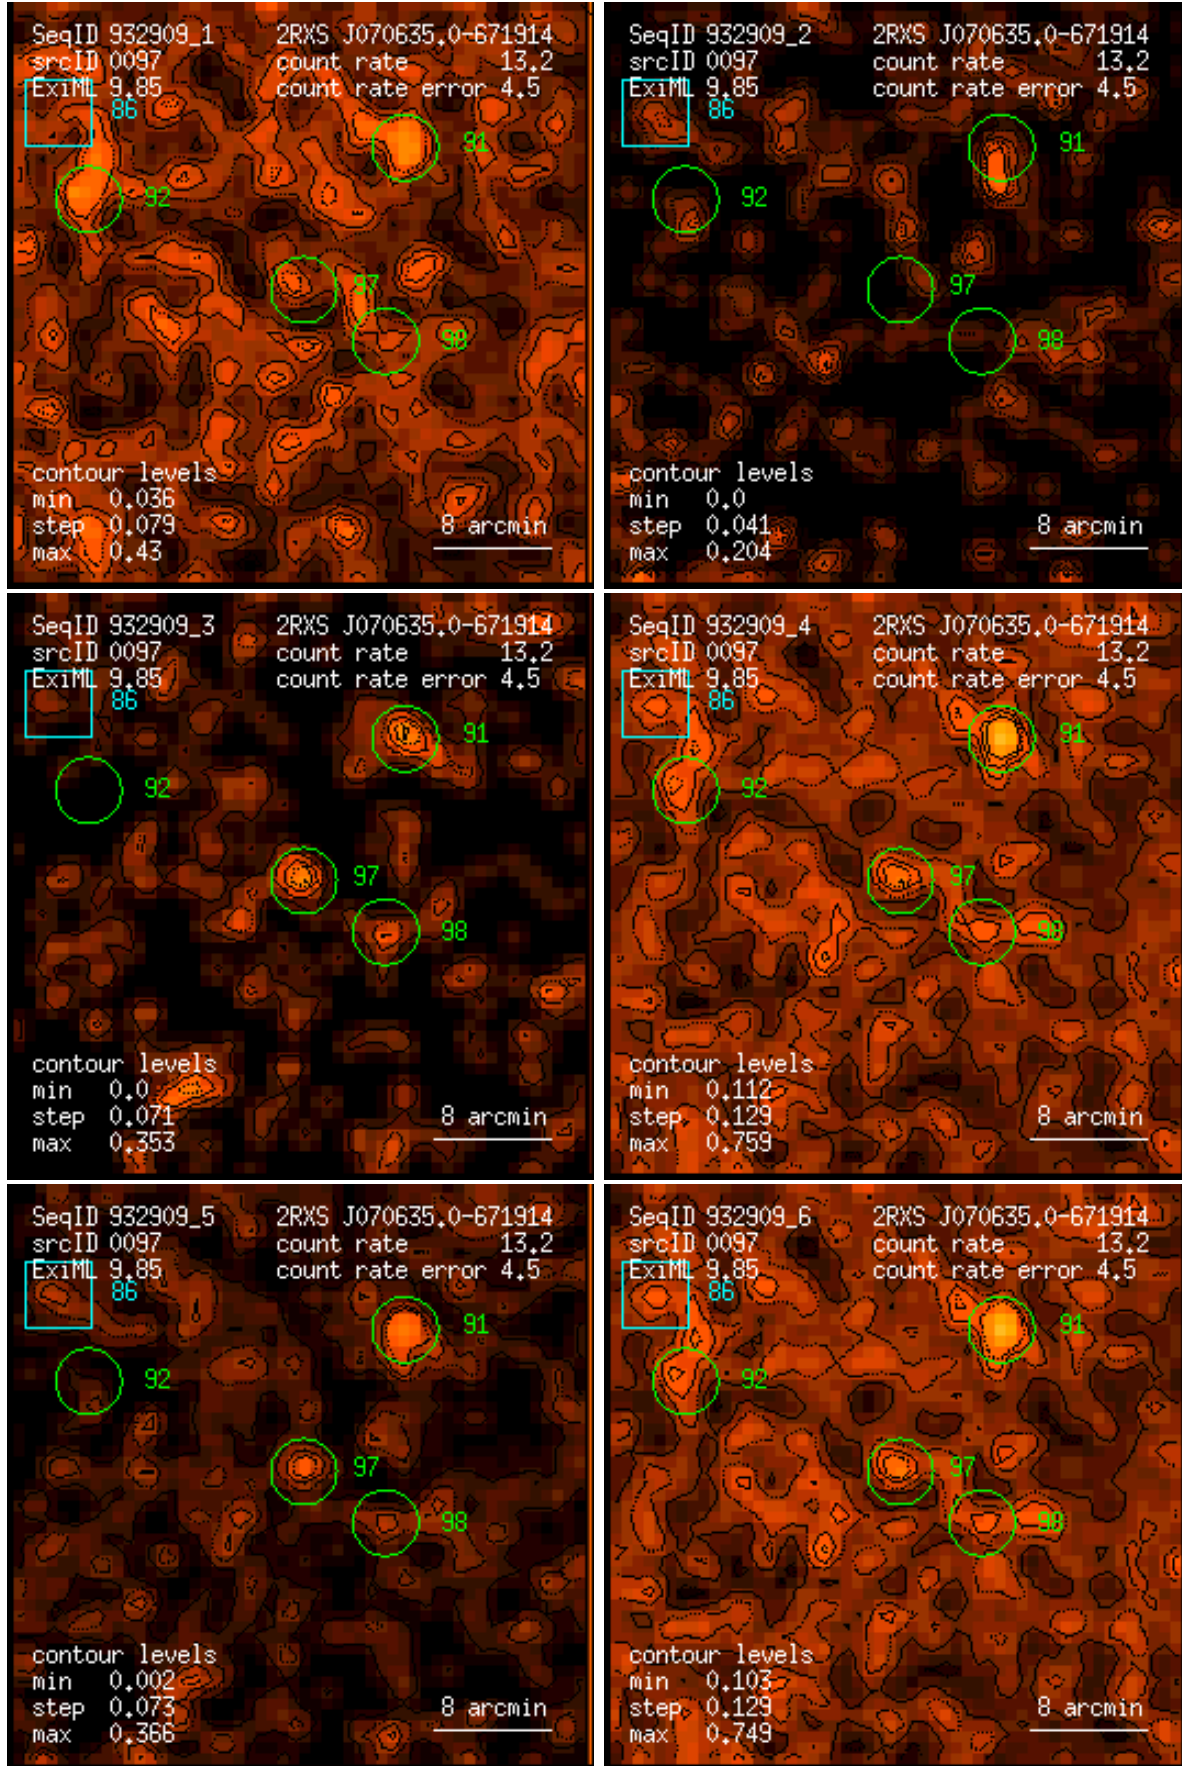 SeqID 932909_1 2RXS J070635.0-671914
srcID 0097 count rate 13.2
ExiML 9.85 count rate error 4.5
86
91
92
97
98
contour levels
min 0.036
step 0.079
max 0.43
8 arcmin
SeqID 932909_2 2RXS J070635.0-671914
srcID 0097 count rate 13.2
ExiML 9.85 count rate error 4.5
86
91
92
97
98
contour levels
min 0.0
step 0.041
max 0.204
8 arcmin
SeqID 932909_3 2RXS J070635.0-671914
srcID 0097 count rate 13.2
ExiML 9.85 count rate error 4.5
86
91
92
97
98
contour levels
min 0.0
step 0.071
max 0.353
8 arcmin
SeqID 932909_4 2RXS J070635.0-671914
srcID 0097 count rate 13.2
ExiML 9.85 count rate error 4.5
86
91
92
97
98
contour levels
min 0.112
step 0.129
max 0.759
8 arcmin
SeqID 932909_5 2RXS J070635.0-671914
srcID 0097 count rate 13.2
ExiML 9.85 count rate error 4.5
86
91
92
97
98
contour levels
min 0.002
step 0.073
max 0.366
8 arcmin
SeqID 932909_6 2RXS J070635.0-671914
srcID 0097 count rate 13.2
ExiML 9.85 count rate error 4.5
86
91
92
97
98
contour levels
min 0.103
step 0.129
max 0.749
8 arcmin